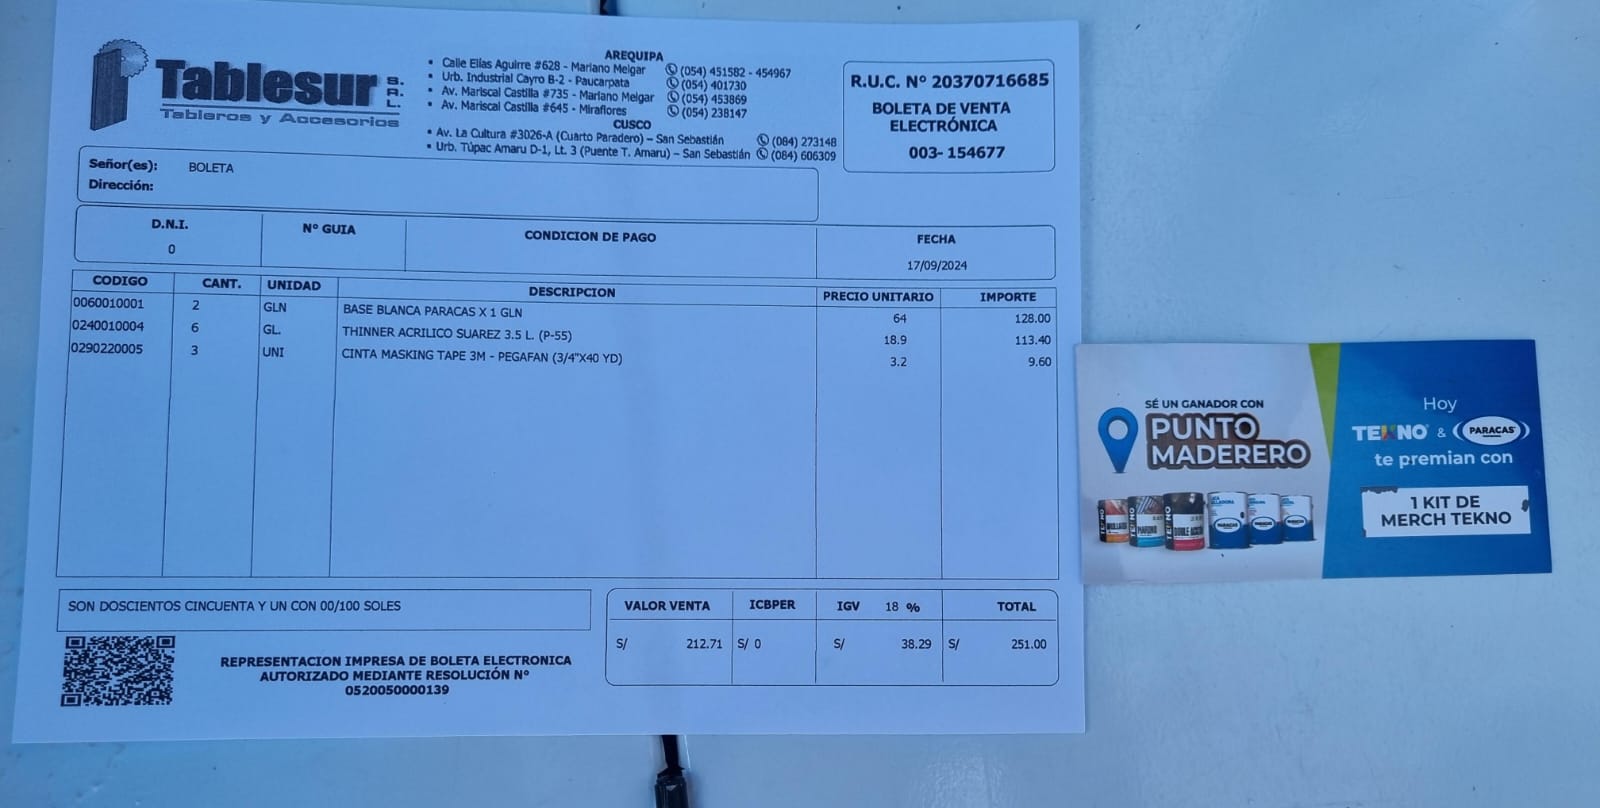 Tablesur S.R.L.
Tableros y Accesorios
AREQUIPA
• Calle Elías Aguirre #628 - Mariano Melgar (054) 451582 - 454967
• Urb. Industrial Cayro B-2 - Paucarpata (054) 401730
• Av. Mariscal Castilla #735 - Mariano Melgar (054) 453869
• Av. Mariscal Castilla #645 - Miraflores (054) 238147
CUSCO
• Av. La Cultura #3026-A (Cuarto Paradero) – San Sebastián (084) 273148
• Urb. Túpac Amaru D-1, Lt. 3 (Puente T. Amaru) – San Sebastián (084) 606309
R.U.C. Nº 20370716685
BOLETA DE VENTA
ELECTRÓNICA
003- 154677
Señor(es): BOLETA
Dirección:
D.N.I. Nº GUIA CONDICION DE PAGO FECHA
0 17/09/2024
CODIGO CANT. UNIDAD DESCRIPCION PRECIO UNITARIO IMPORTE
0060010001 2 GLN BASE BLANCA PARACAS X 1 GLN 64 128.00
0240010004 6 GL. THINNER ACRILICO SUAREZ 3.5 L. (P-55) 18.9 113.40
0290220005 3 UNI CINTA MASKING TAPE 3M - PEGAFAN (3/4"X40 YD) 3.2 9.60
SON DOSCIENTOS CINCUENTA Y UN CON 00/100 SOLES
VALOR VENTA ICBPER IGV 18 % TOTAL
S/ 212.71 S/ 0 S/ 38.29 S/ 251.00
REPRESENTACION IMPRESA DE BOLETA ELECTRONICA
AUTORIZADO MEDIANTE RESOLUCIÓN Nº
0520050000139
SÉ UN GANADOR CON
PUNTO
MADERERO
Hoy
TEKNO & PARACAS
te premian con
1 KIT DE
MERCH TEKNO
TEKNO
TEKNO
TEKNO
PARACAS
PARACAS
PARACAS